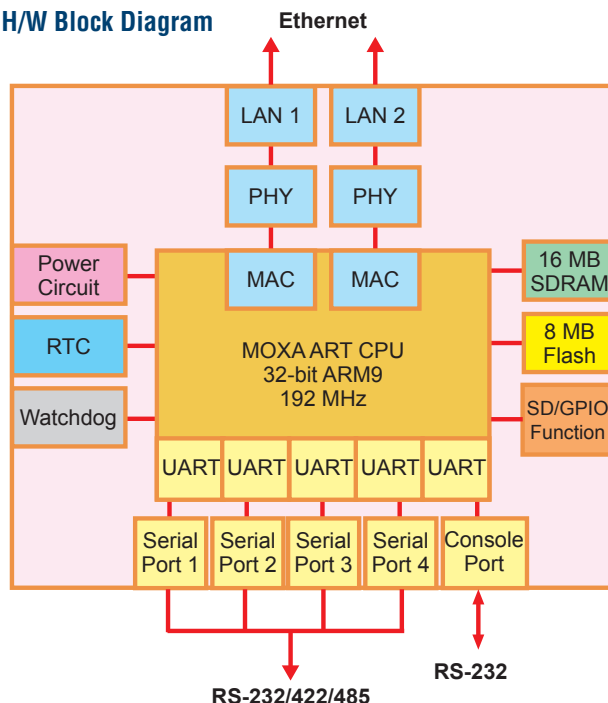 H/W Block Diagram
Ethernet
LAN 1
LAN 2
PHY
PHY
MAC
MAC
Power
Circuit
RTC
Watchdog
MOXA ART CPU
32-bit ARM9
192 MHz
16 MB
SDRAM
8 MB
Flash
SD/GPIO
Function
UART
UART
UART
UART
UART
Serial
Port 1
Serial
Port 2
Serial
Port 3
Serial
Port 4
Console
Port
RS-232
RS-232/422/485